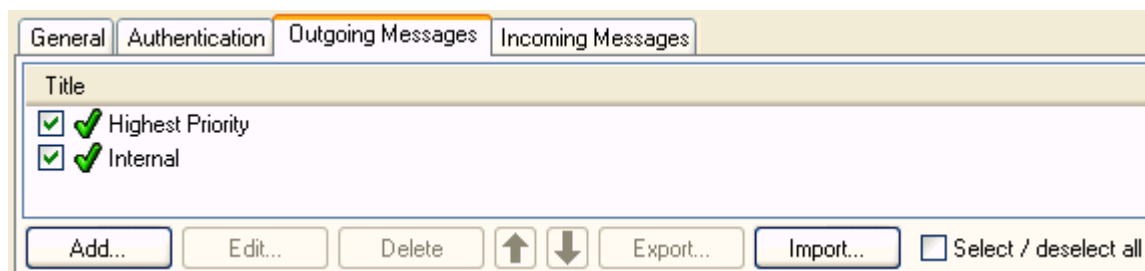 General Authentication Outgoing Messages Incoming Messages
Title
Highest Priority
Internal
Add... Edit... Delete Export... Import... Select / deselect all